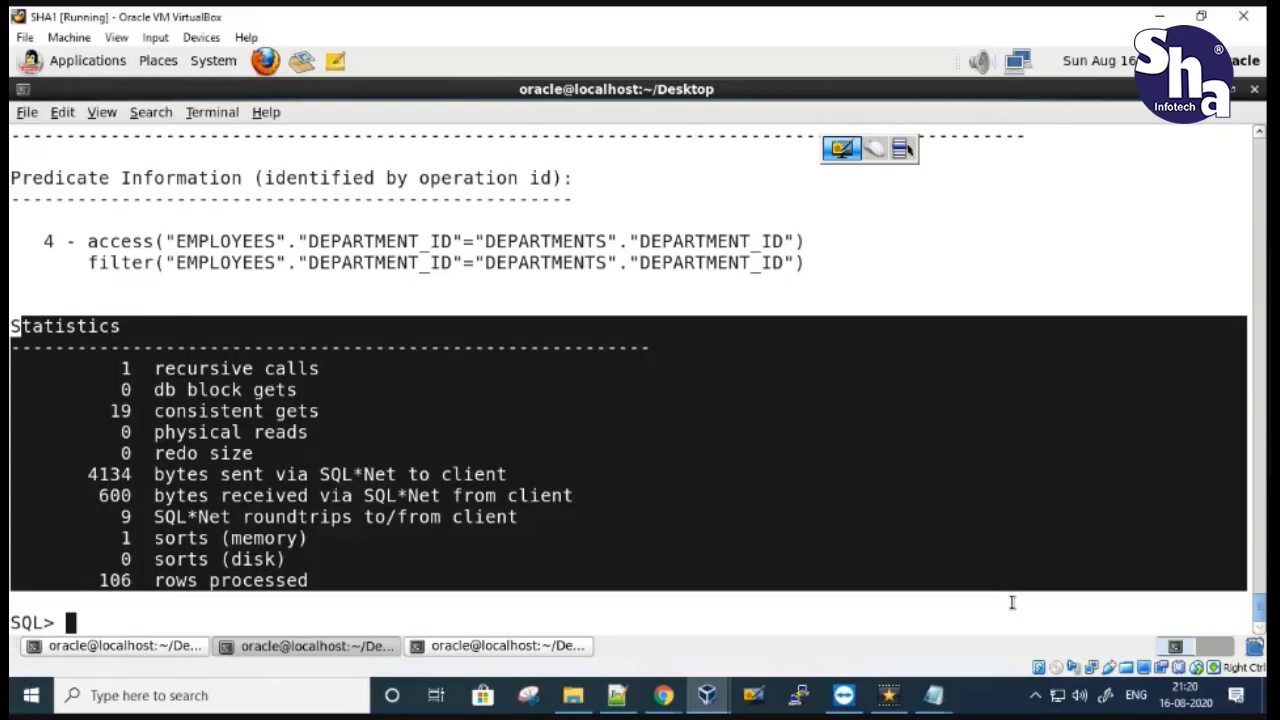 SHA1 [Running] - Oracle VM VirtualBox
File Machine View Input Devices Help
Applications Places System
Sun Aug 16
acle
Sha
®
Infotech
oracle@localhost:~/Desktop
File Edit View Search Terminal Help
--------------------------------------------------------------------------------------------
Predicate Information (identified by operation id):
---------------------------------------------------
4 - access("EMPLOYEES"."DEPARTMENT_ID"="DEPARTMENTS"."DEPARTMENT_ID")
filter("EMPLOYEES"."DEPARTMENT_ID"="DEPARTMENTS"."DEPARTMENT_ID")
Statistics
----------------------------------------------------------
1 recursive calls
0 db block gets
19 consistent gets
0 physical reads
0 redo size
4134 bytes sent via SQL*Net to client
600 bytes received via SQL*Net from client
9 SQL*Net roundtrips to/from client
1 sorts (memory)
0 sorts (disk)
106 rows processed
SQL>
oracle@localhost:~/De... oracle@localhost:~/De... oracle@localhost:~/De...
Right Ctrl
Type here to search
ENG
21:20
16-08-2020